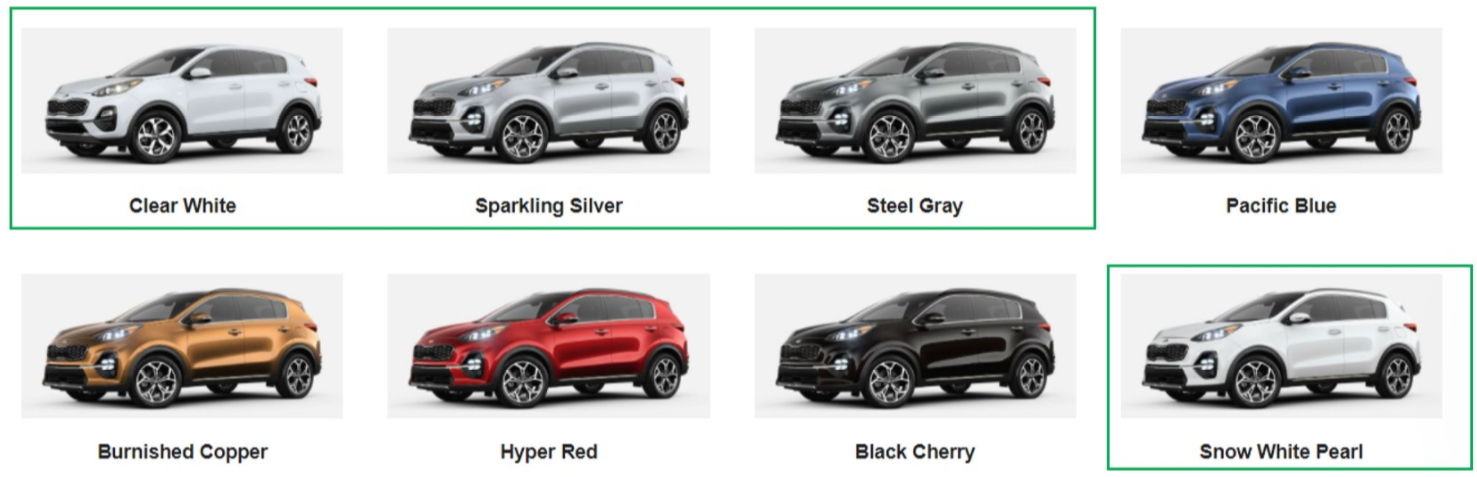 Clear White
Sparkling Silver
Steel Gray
Pacific Blue
Burnished Copper
Hyper Red
Black Cherry
Snow White Pearl